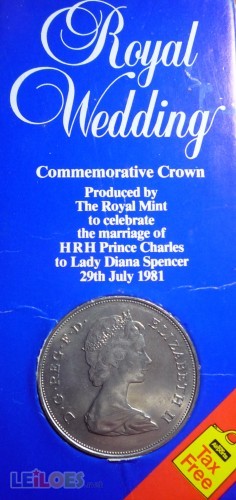 Royal
Wedding
Commemorative Crown
Produced by
The Royal Mint
to celebrate
the marriage of
HRH Prince Charles
to Lady Diana Spencer
29th July 1981
D·G·REG·F·D· ELIZABETH II
Tax
Free
LEILOES